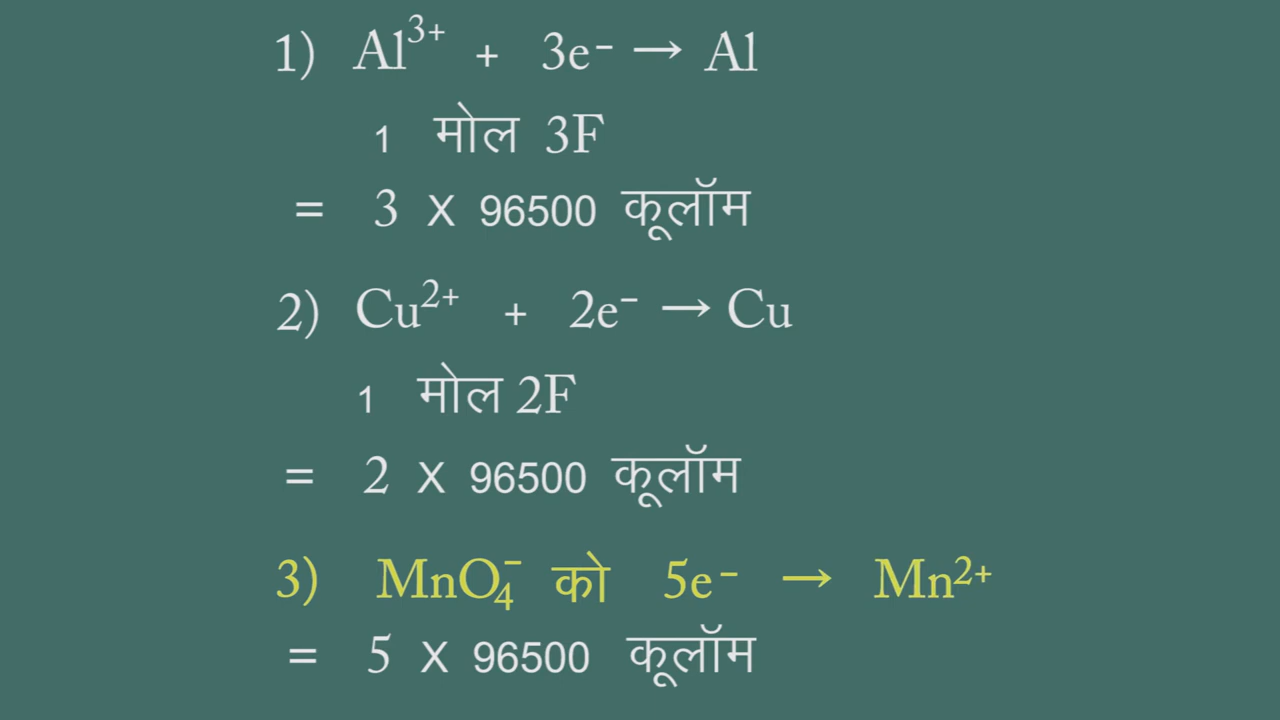 1) Al³⁺ + 3e⁻ → Al
1 मोल 3F
= 3 X 96500 कूलॉम
2) Cu²⁺ + 2e⁻ → Cu
1 मोल 2F
= 2 X 96500 कूलॉम
3) MnO₄⁻ को 5e⁻ → Mn²⁺
= 5 X 96500 कूलॉम